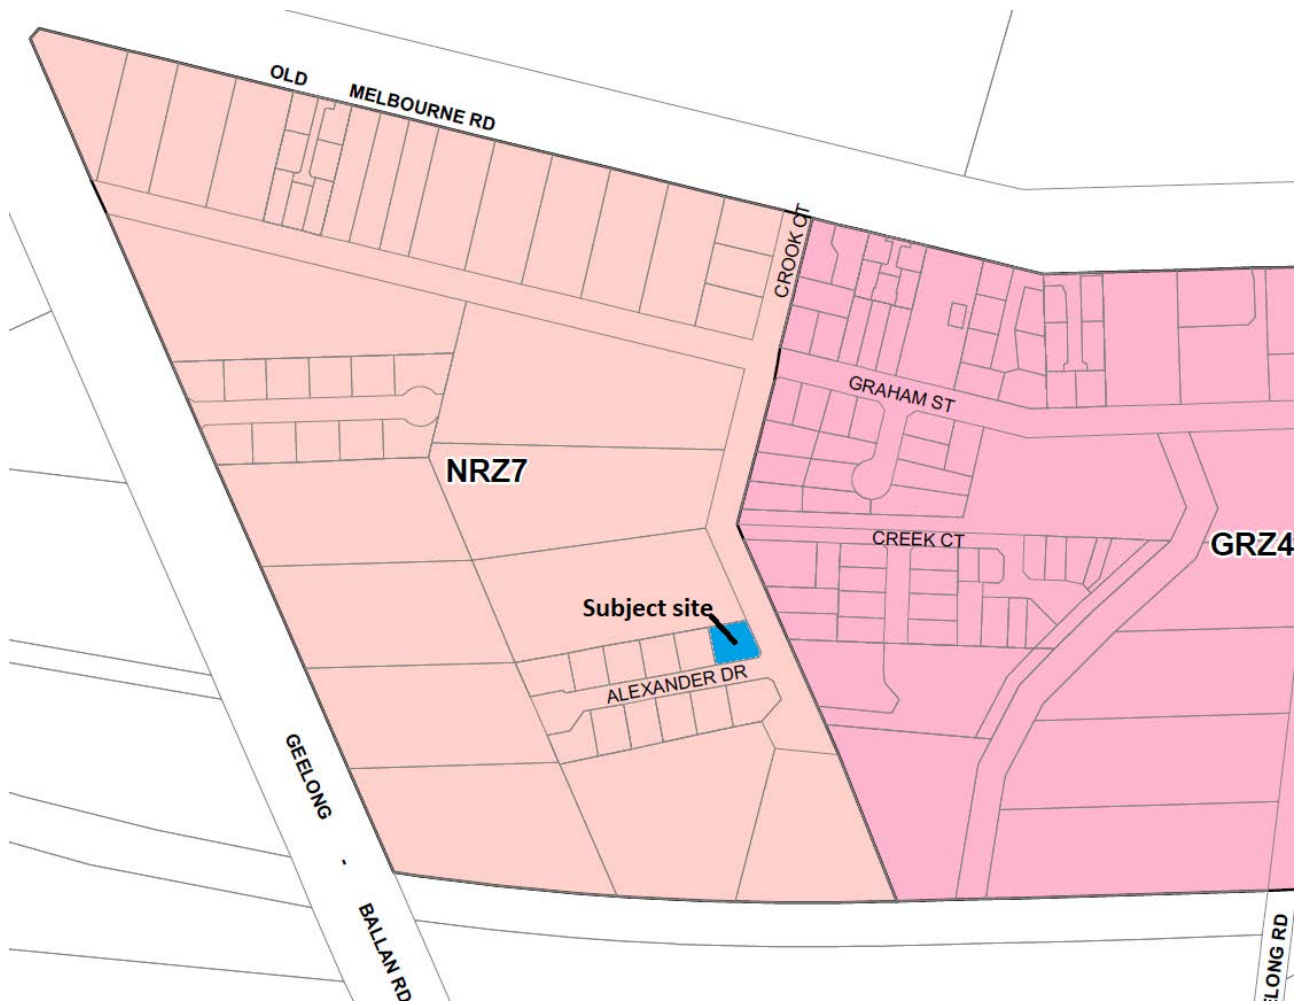 OLD MELBOURNE RD
CROOK CT
GRAHAM ST
NRZ7
CREEK CT
GRZ4
Subject site
ALEXANDER DR
GEELONG - BALLAN RD
ELONG RD